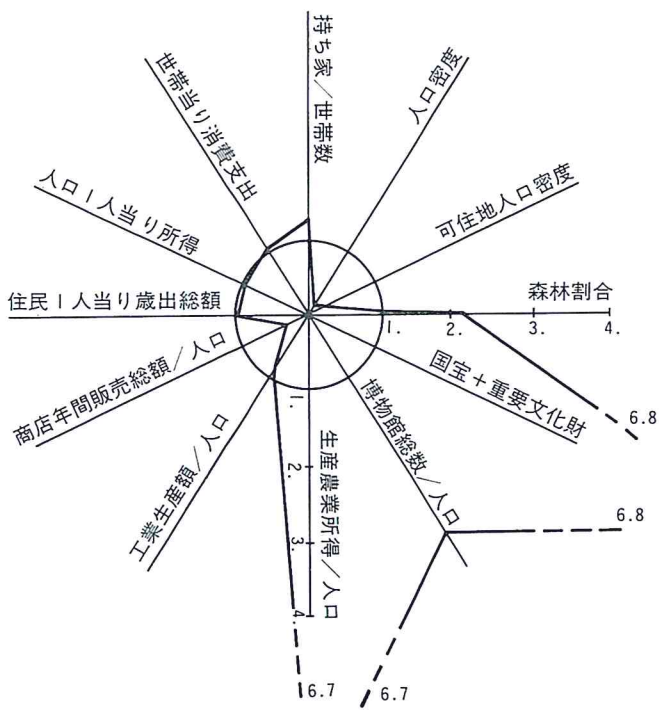 持ち家／世帯数
人口密度
可住地人口密度
森林割合
1. 2. 3. 4.
国宝＋重要文化財
6.8
博物館総数／人口
6.8
生産農業所得／人口
1.
2.
3.
4.
6.7
6.7
工業生産額／人口
商店年間販売総額／人口
住民１人当り歳出総額
人口１人当り所得
世帯当り消費支出